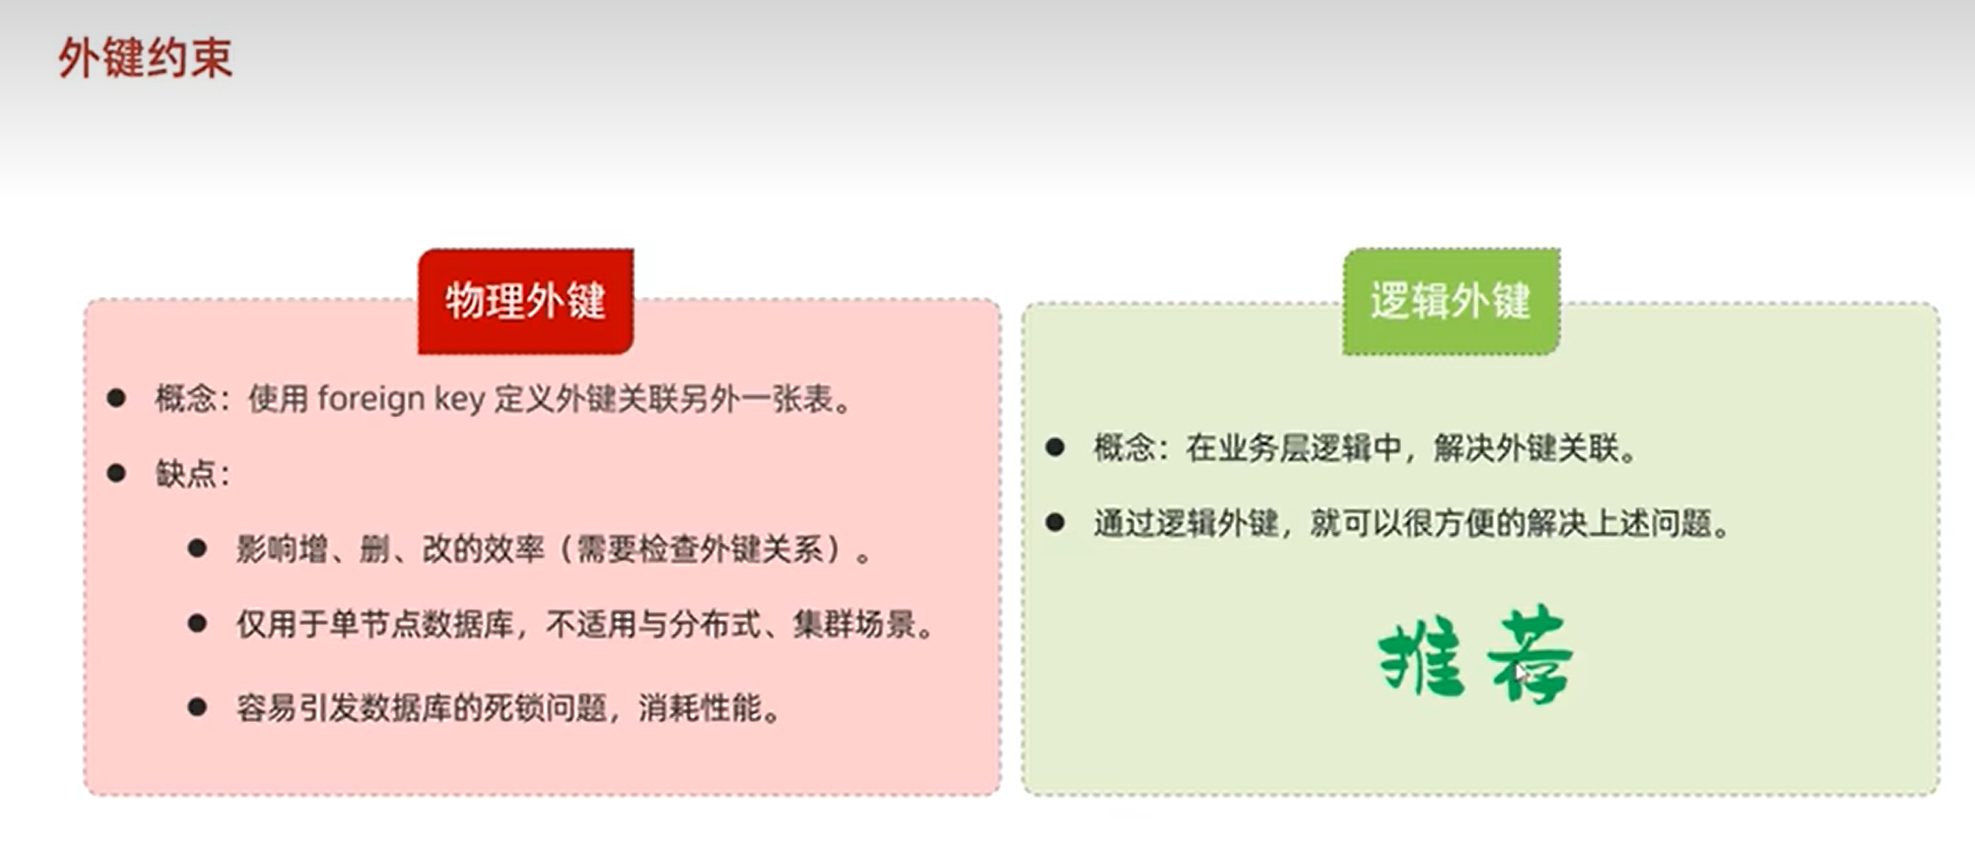 外键约束
物理外键
概念：使用 foreign key 定义外键关联另外一张表。
缺点：
影响增、删、改的效率（需要检查外键关系）。
仅用于单节点数据库，不适用与分布式、集群场景。
容易引发数据库的死锁问题，消耗性能。
逻辑外键
概念：在业务层逻辑中，解决外键关联。
通过逻辑外键，就可以很方便的解决上述问题。
推荐